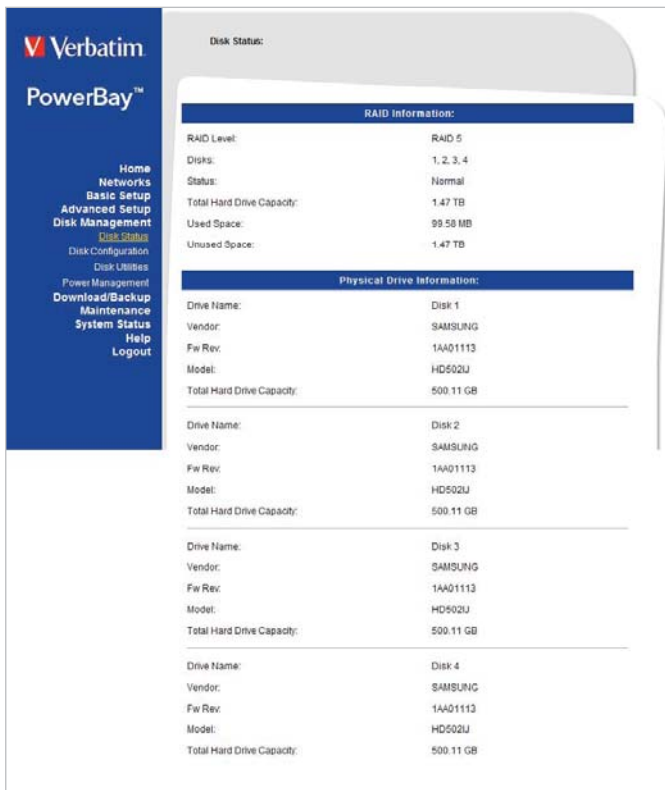 Verbatim.
PowerBay™
Home
Networks
Basic Setup
Advanced Setup
Disk Management
Disk Status
Disk Configuration
Disk Utilities
Power Management
Download/Backup
Maintenance
System Status
Help
Logout
Disk Status:
RAID Information:
RAID Level: RAID 5
Disks: 1, 2, 3, 4
Status: Normal
Total Hard Drive Capacity: 1.47 TB
Used Space: 99.58 MB
Unused Space: 1.47 TB
Physical Drive Information:
Drive Name: Disk 1
Vendor: SAMSUNG
Fw Rev: 1AA01113
Model: HD502IJ
Total Hard Drive Capacity: 500.11 GB
Drive Name: Disk 2
Vendor: SAMSUNG
Fw Rev: 1AA01113
Model: HD502IJ
Total Hard Drive Capacity: 500.11 GB
Drive Name: Disk 3
Vendor: SAMSUNG
Fw Rev: 1AA01113
Model: HD502IJ
Total Hard Drive Capacity: 500.11 GB
Drive Name: Disk 4
Vendor: SAMSUNG
Fw Rev: 1AA01113
Model: HD502IJ
Total Hard Drive Capacity: 500.11 GB